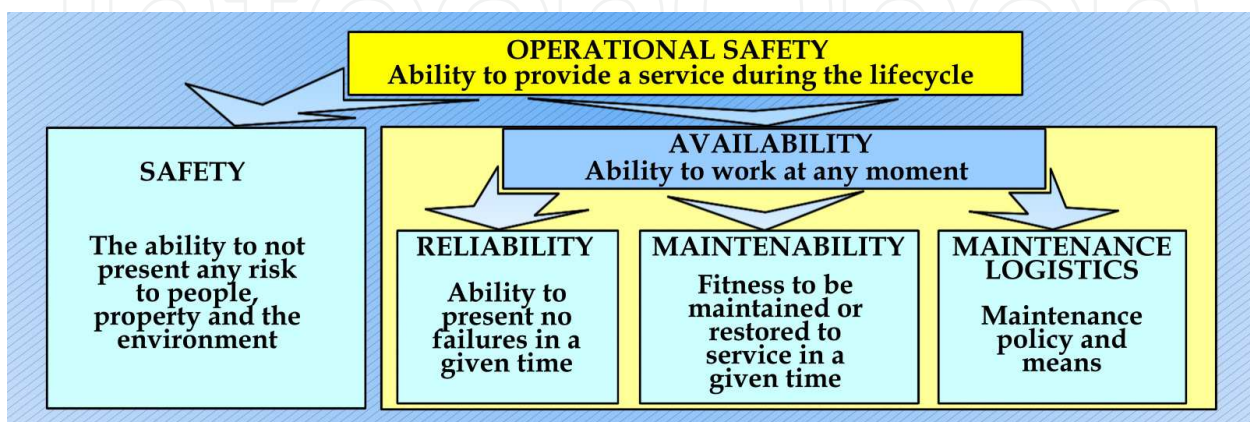 OPERATIONAL SAFETY
Ability to provide a service during the lifecycle
SAFETY
The ability to not
present any risk
to people,
property and the
environment
AVAILABILITY
Ability to work at any moment
RELIABILITY
Ability to
present no
failures in a
given time
MAINTENABILITY
Fitness to be
maintained or
restored to
service in a
given time
MAINTENANCE
LOGISTICS
Maintenance
policy and
means